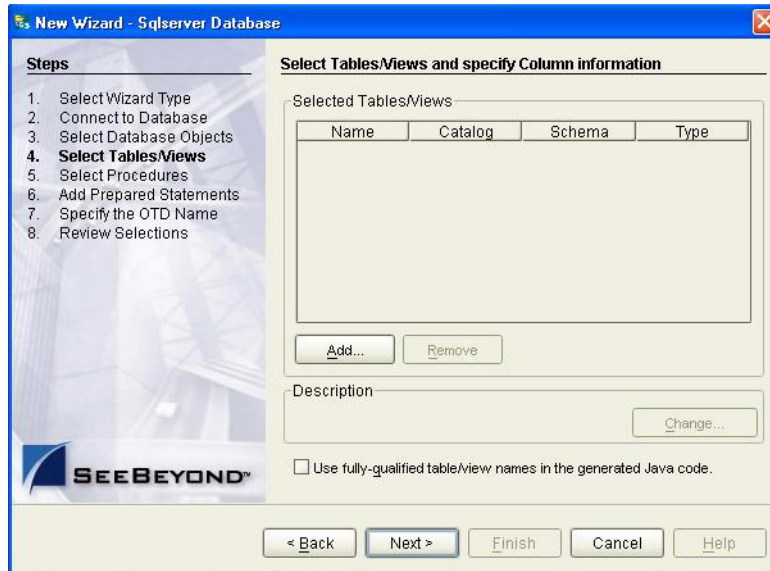 New Wizard - Sqlserver Database
Steps
1. Select Wizard Type
2. Connect to Database
3. Select Database Objects
4. Select Tables/Views
5. Select Procedures
6. Add Prepared Statements
7. Specify the OTD Name
8. Review Selections
SEEBEYOND™
Select Tables/Views and specify Column information
Selected Tables/Views
Name Catalog Schema Type
Add... Remove
Description
Change...
Use fully-qualified table/view names in the generated Java code.
< Back Next > Finish Cancel Help